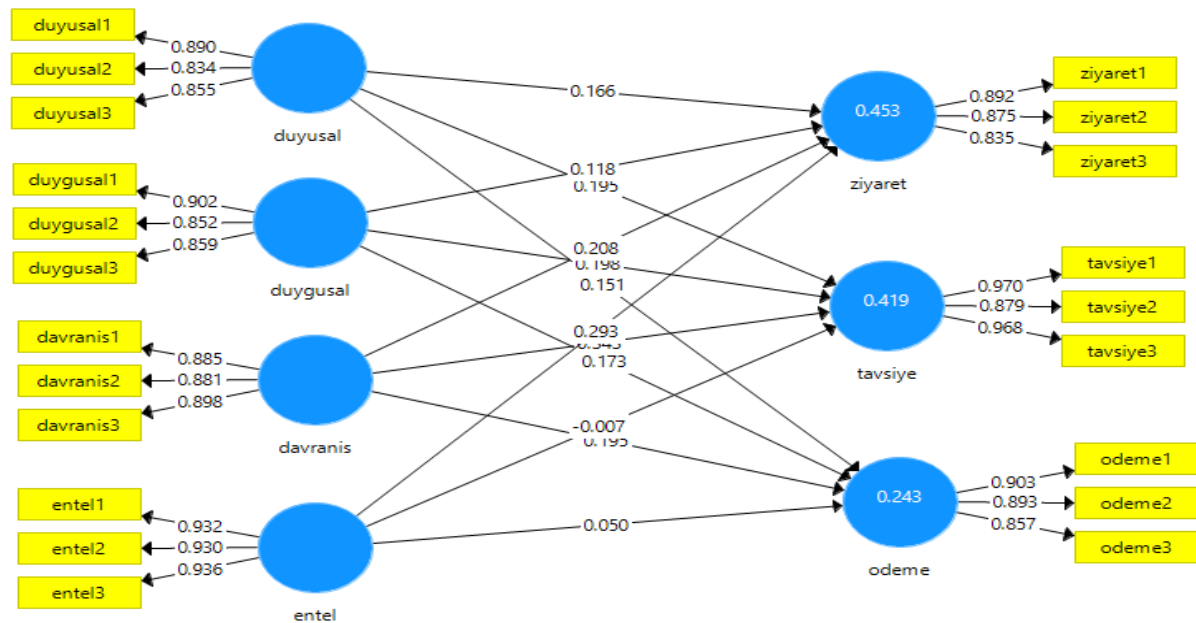 duyusal1
0.890
duyusal2
0.834
duyusal3
0.855
duyusal
duygusal1
0.902
duygusal2
0.852
duygusal3
0.859
duygusal
davranis1
0.885
davranis2
0.881
davranis3
0.898
davranis
entel1
0.932
entel2
0.930
entel3
0.936
entel
0.166
0.118
0.195
0.208
0.198
0.151
0.293
0.173
-0.007
0.195
0.050
0.453
ziyaret
0.892
ziyaret1
0.875
ziyaret2
0.835
ziyaret3
0.419
tavsiye
0.970
tavsiye1
0.879
tavsiye2
0.968
tavsiye3
0.243
odeme
0.903
odeme1
0.893
odeme2
0.857
odeme3